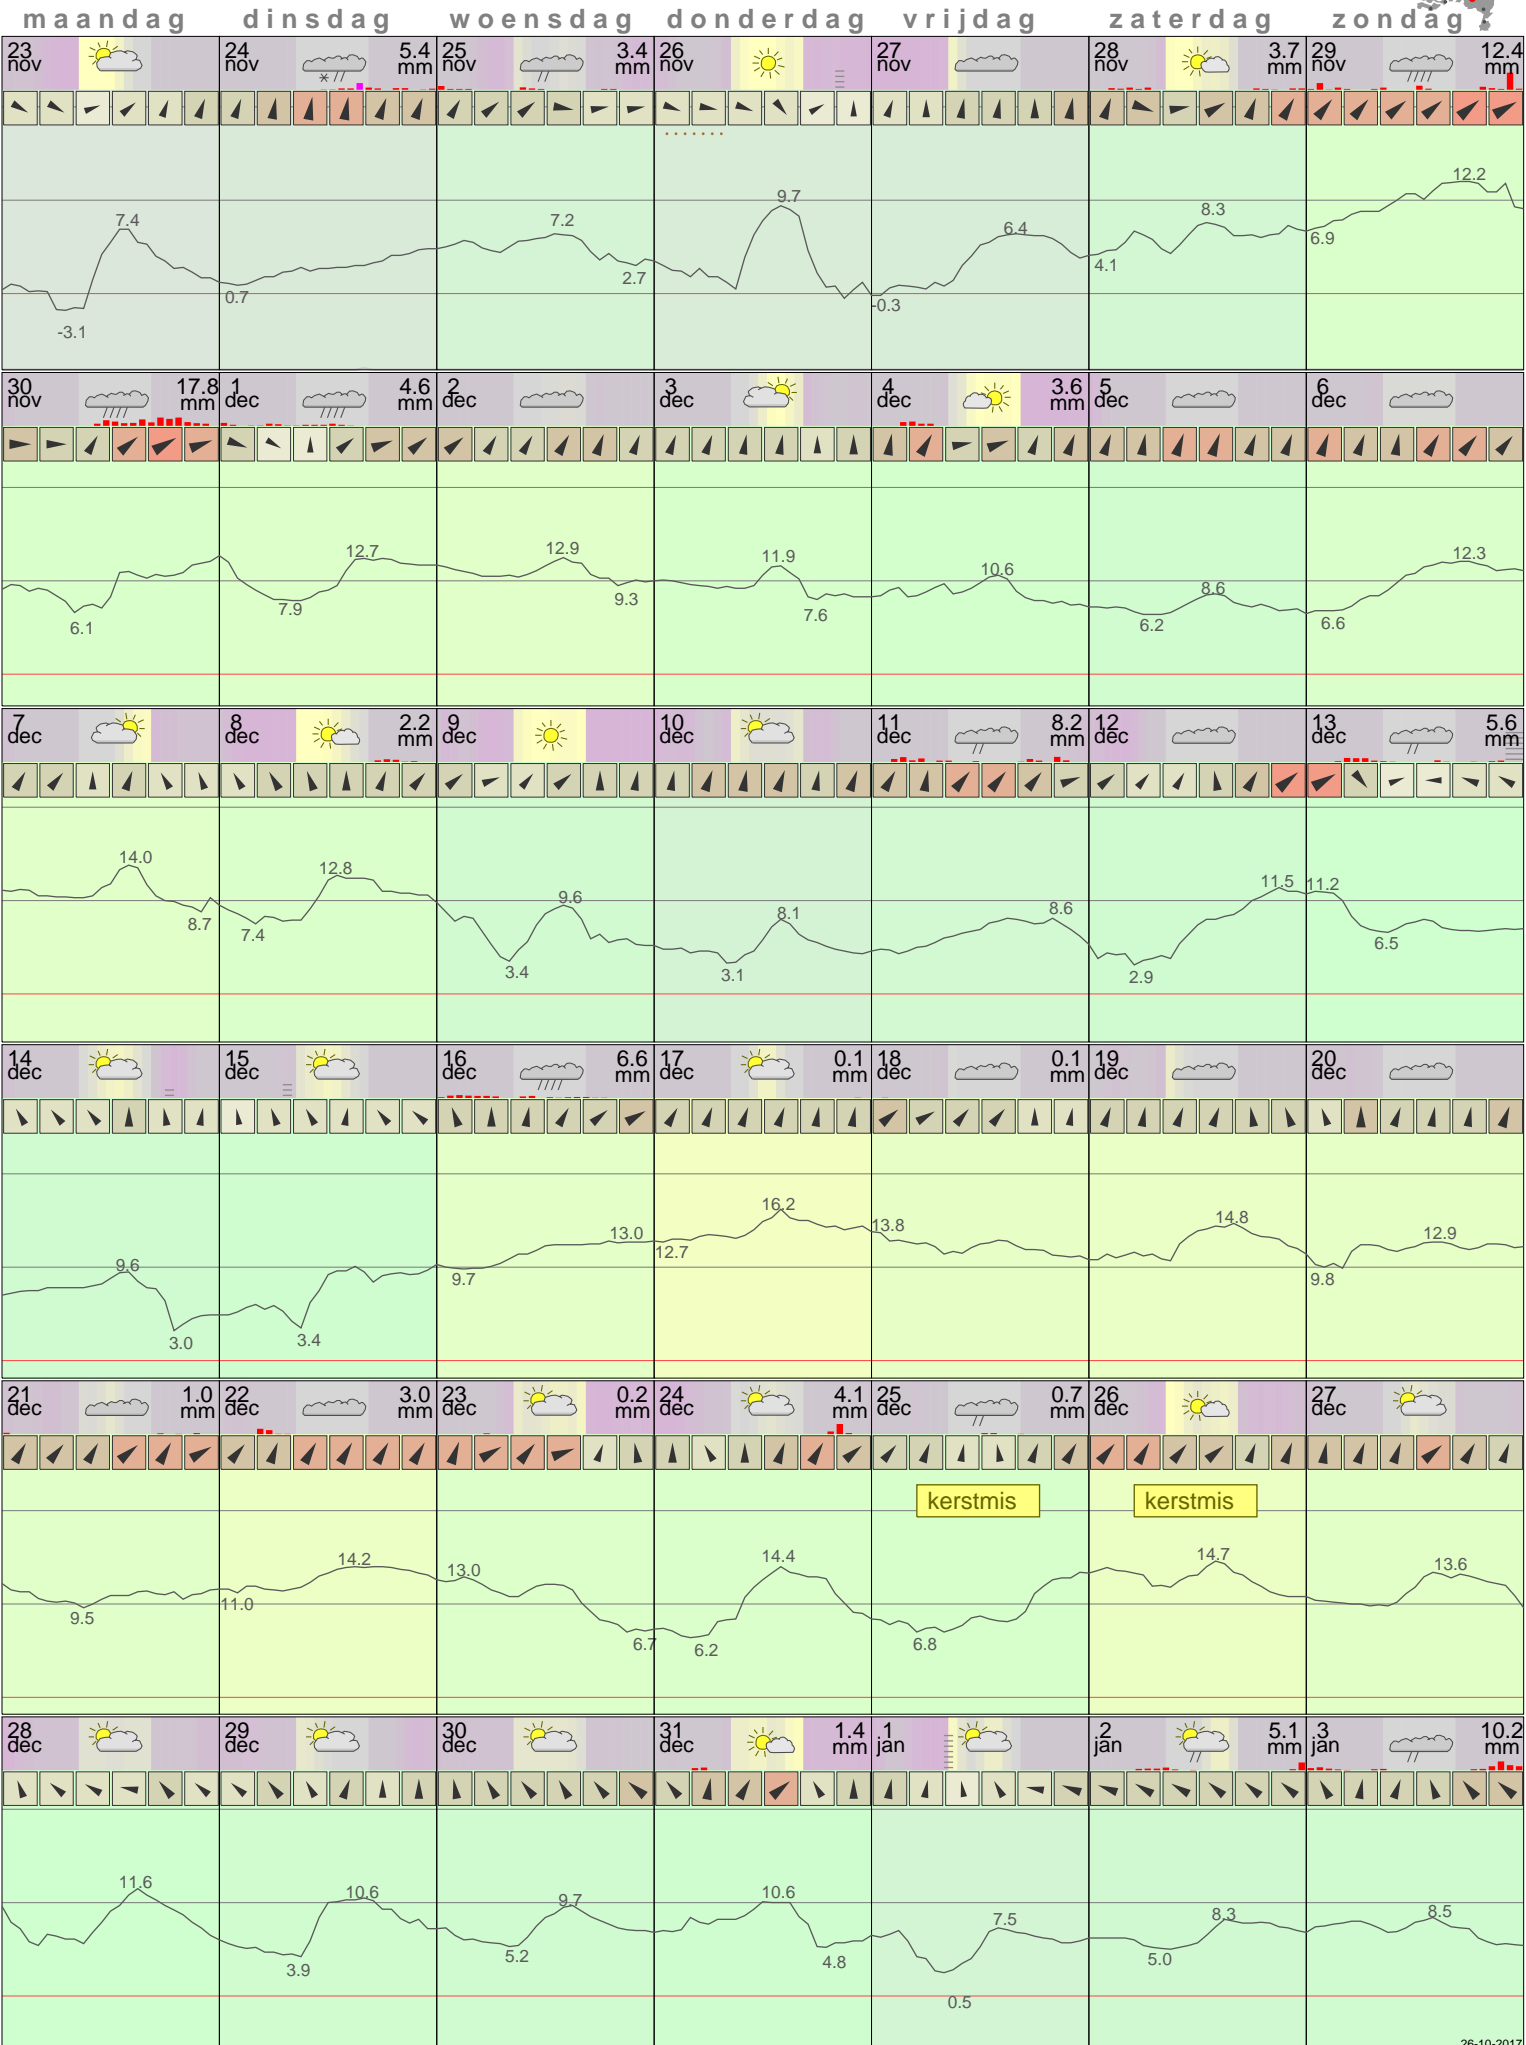 maandag dinsdag woensdag donderdag vrijdag zaterdag zondag
23 24 5.4 25 3.4 26 27 28 3.7 29 12.4
nov nov mm nov mm nov nov nov mm nov mm
12.2
9.7
7.4 7.2 8.3
6.4
6.9
4.1
2.7
0.7 -0.3
-3.1
30 17.8 1 4.6 2 3 4 3.6 5 6
nov mm dec mm dec dec dec mm dec dec
12.7 12.9 11.9 12.3
10.6
8.6
7.9 9.3
7.6
6.1 6.2 6.6
7 8 2.2 9 10 11 8.2 12 13 5.6
dec dec mm dec dec dec mm dec dec mm
14.0
12.8
11.5 11.2
9.6
8.1 8.6
8.7
7.4 6.5
3.4 3.1 2.9
14 15 16 6.6 17 0.1 18 0.1 19 20
dec dec dec mm dec mm dec mm dec dec
16.2
14.8
13.8
13.0 12.9
12.7
9.6
9.7 9.8
3.0 3.4
21 1.0 22 3.0 23 0.2 24 4.1 25 0.7 26 27
dec mm dec mm dec mm dec mm dec mm dec dec
kerstmis kerstmis
14.2 14.4 14.7
13.0 13.6
11.0
9.5
6.7 6.2 6.8
28 29 30 31 1.4 1 2 5.1 3 10.2
dec dec dec dec mm jan jan mm jan mm
11.6
10.6 9.7 10.6
7.5 8.3 8.5
5.2
3.9 4.8 5.0
0.5
26-10-2017